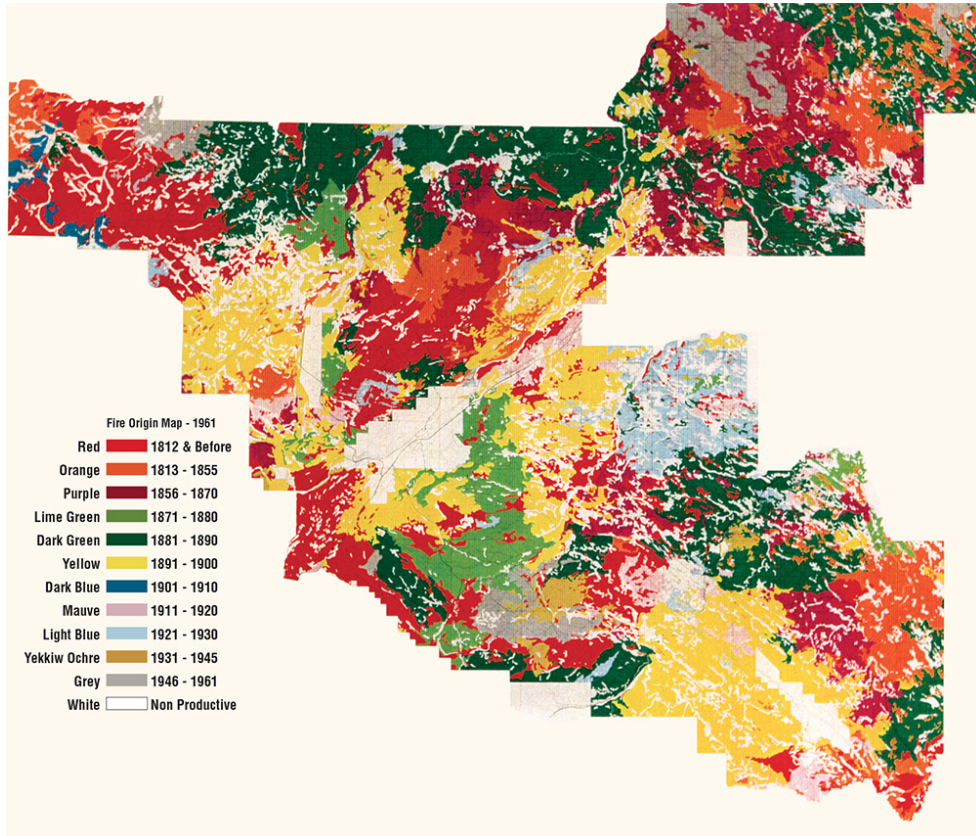 Fire Origin Map - 1961
Red 1812 & Before
Orange 1813 - 1855
Purple 1856 - 1870
Lime Green 1871 - 1880
Dark Green 1881 - 1890
Yellow 1891 - 1900
Dark Blue 1901 - 1910
Mauve 1911 - 1920
Light Blue 1921 - 1930
Yekkiw Ochre 1931 - 1945
Grey 1946 - 1961
White Non Productive